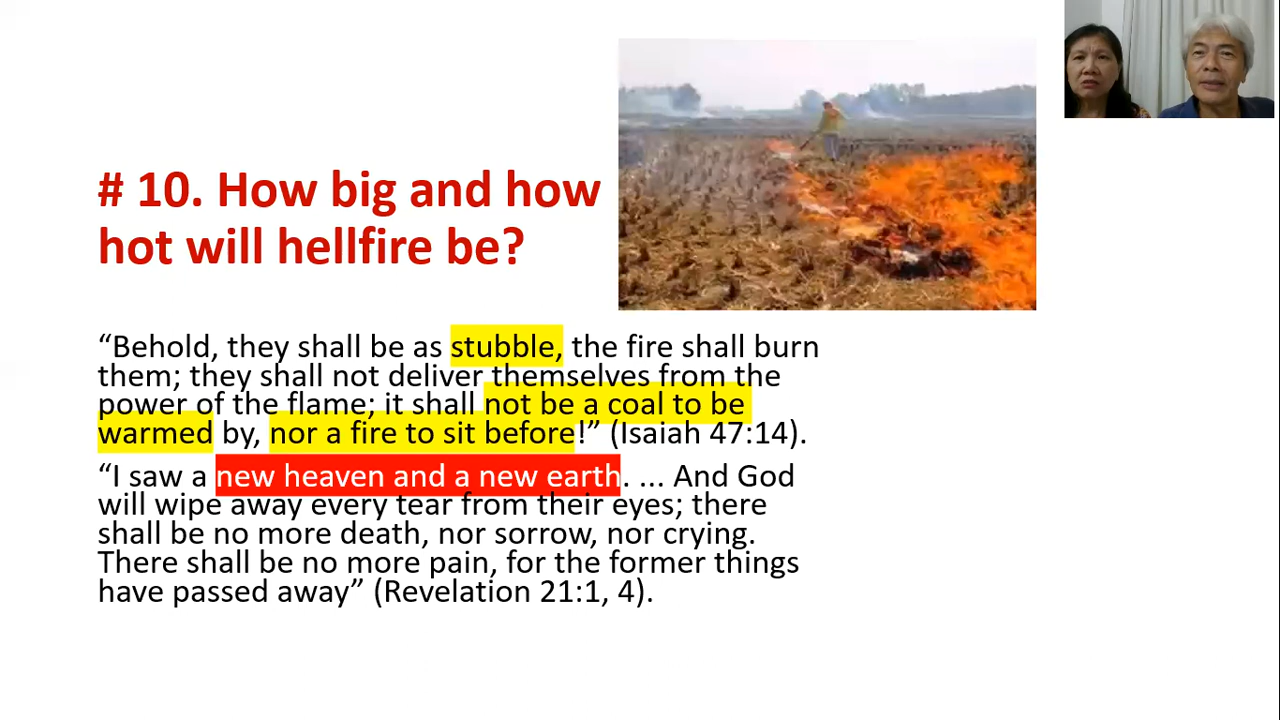 # 10. How big and how
hot will hellfire be?
“Behold, they shall be as stubble, the fire shall burn
them; they shall not deliver themselves from the
power of the flame; it shall not be a coal to be
warmed by, nor a fire to sit before!” (Isaiah 47:14).
“I saw a new heaven and a new earth. ... And God
will wipe away every tear from their eyes; there
shall be no more death, nor sorrow, nor crying.
There shall be no more pain, for the former things
have passed away” (Revelation 21:1, 4).